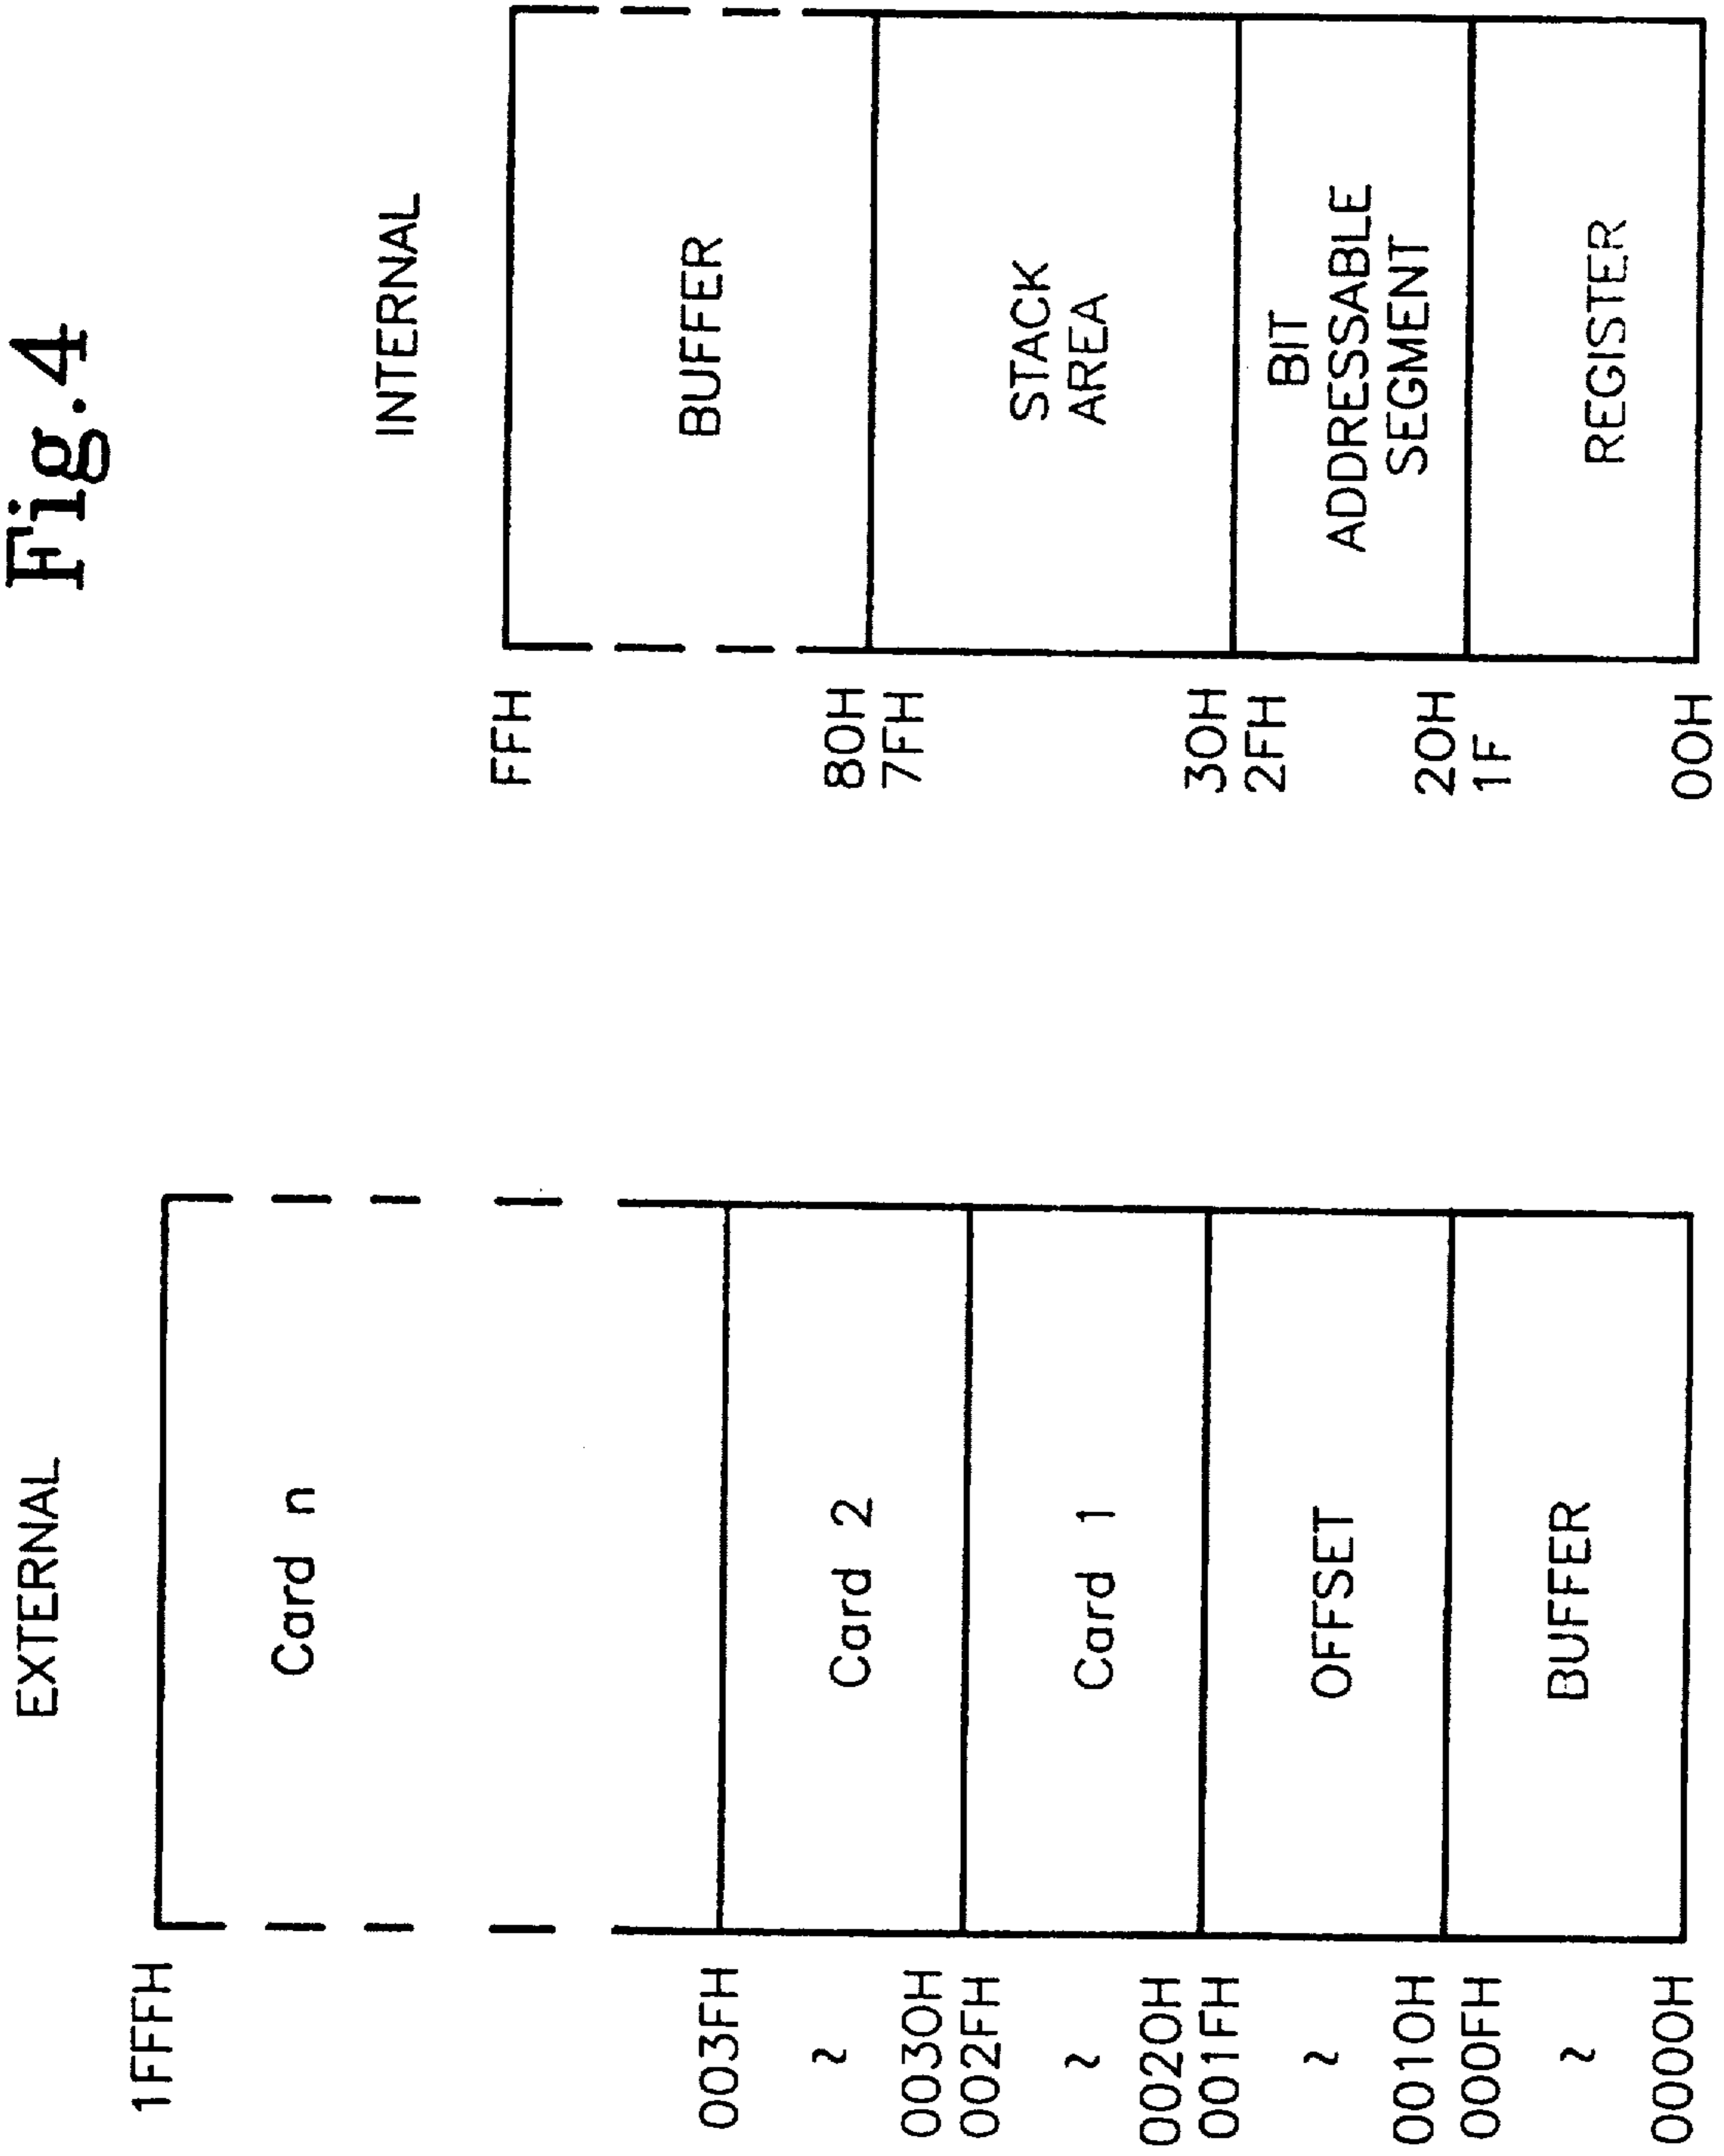 Fig.4
EXTERNAL
1FFFH
Card n
003FH
~
Card 2
0030H
002FH
~
Card 1
0020H
001FH
~
OFFSET
0010H
000FH
~
BUFFER
0000H
INTERNAL
FFH
BUFFER
80H
7FH
STACK
AREA
30H
2FH
BIT
ADDRESSABLE
SEGMENT
20H
1F
REGISTER
00H